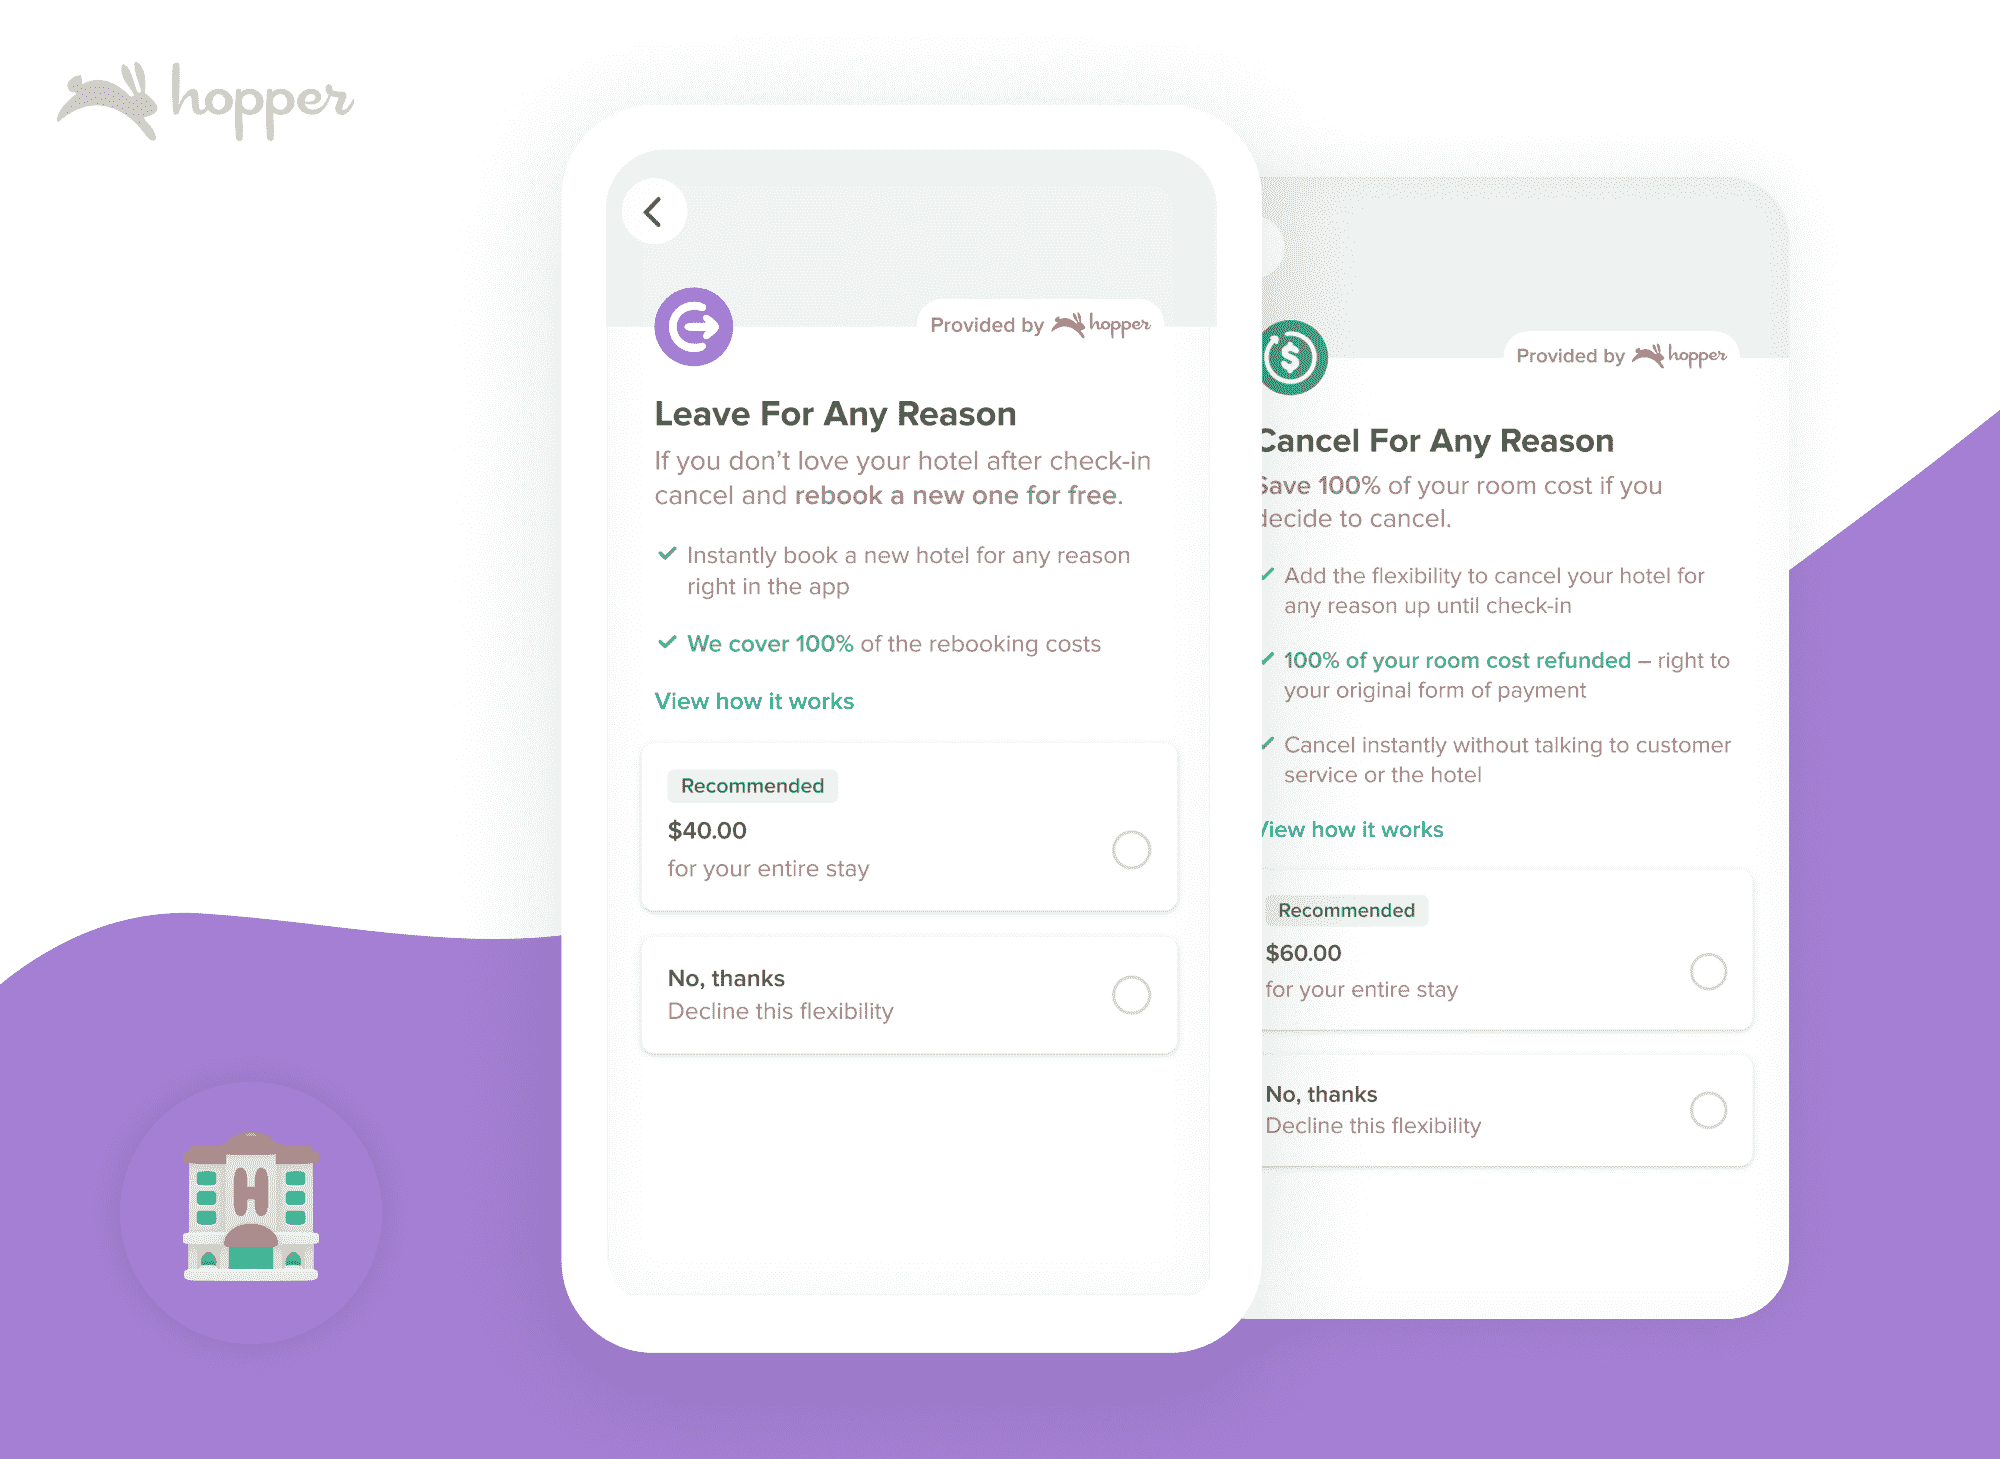 hopper
Provided by hopper
Leave For Any Reason
If you don’t love your hotel after check-in
cancel and rebook a new one for free.
Instantly book a new hotel for any reason
right in the app
We cover 100% of the rebooking costs
View how it works
Recommended
$40.00
for your entire stay
No, thanks
Decline this flexibility
Provided by hopper
Cancel For Any Reason
Save 100% of your room cost if you
decide to cancel.
Add the flexibility to cancel your hotel for
any reason up until check-in
100% of your room cost refunded – right to
your original form of payment
Cancel instantly without talking to customer
service or the hotel
View how it works
Recommended
$60.00
for your entire stay
No, thanks
Decline this flexibility
H